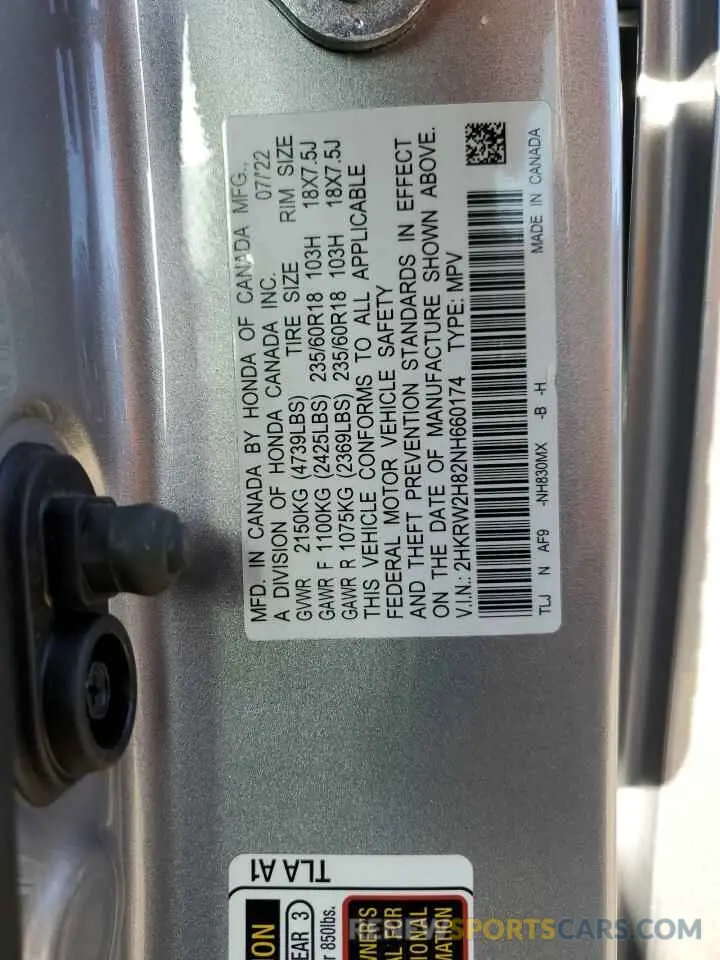 MFD. IN CANADA BY HONDA OF CANADA MFG.,
A DIVISION OF HONDA CANADA INC. 07/'22
GVWR 2150KG (4739LBS) TIRE SIZE RIM SIZE
GAWR F 1100KG (2425LBS) 235/60R18 103H 18X7.5J
GAWR R 1075KG (2369LBS) 235/60R18 103H 18X7.5J
THIS VEHICLE CONFORMS TO ALL APPLICABLE
FEDERAL MOTOR VEHICLE SAFETY
AND THEFT PREVENTION STANDARDS IN EFFECT
ON THE DATE OF MANUFACTURE SHOWN ABOVE.
V.I.N.: 2HKRW2H82NH660174 TYPE: MPV
TLJ N AF9 -NH830MX -B -H MADE IN CANADA
TLA A1
3
850lbs.
REVIEWSPORTSCARS.COM